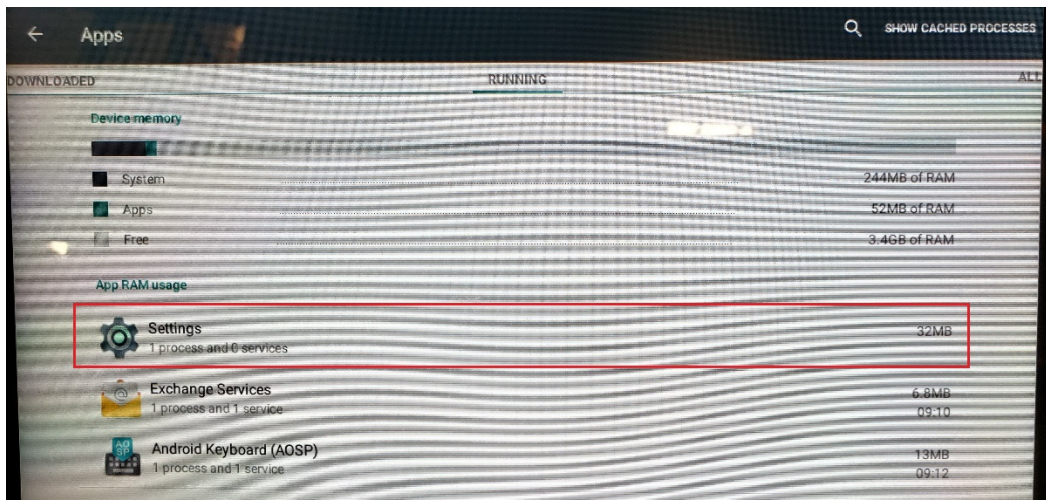 Apps
SHOW CACHED PROCESSES
DOWNLOADED
RUNNING
ALL
Device memory
System 244MB of RAM
Apps 52MB of RAM
Free 3.4GB of RAM
App RAM usage
Settings 32MB
1 process and 0 services
Exchange Services 6.8MB
1 process and 1 service 09:10
AO
SP
Android Keyboard (AOSP) 13MB
1 process and 1 service 09:12